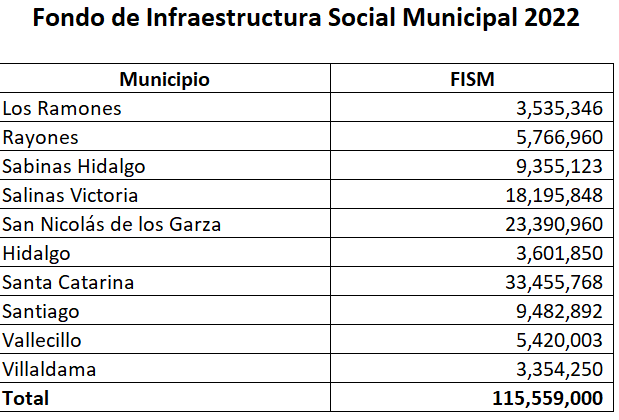 Fondo de Infraestructura Social Municipal 2022
Municipio FISM
Los Ramones 3,535,346
Rayones 5,766,960
Sabinas Hidalgo 9,355,123
Salinas Victoria 18,195,848
San Nicolás de los Garza 23,390,960
Hidalgo 3,601,850
Santa Catarina 33,455,768
Santiago 9,482,892
Vallecillo 5,420,003
Villaldama 3,354,250
Total 115,559,000